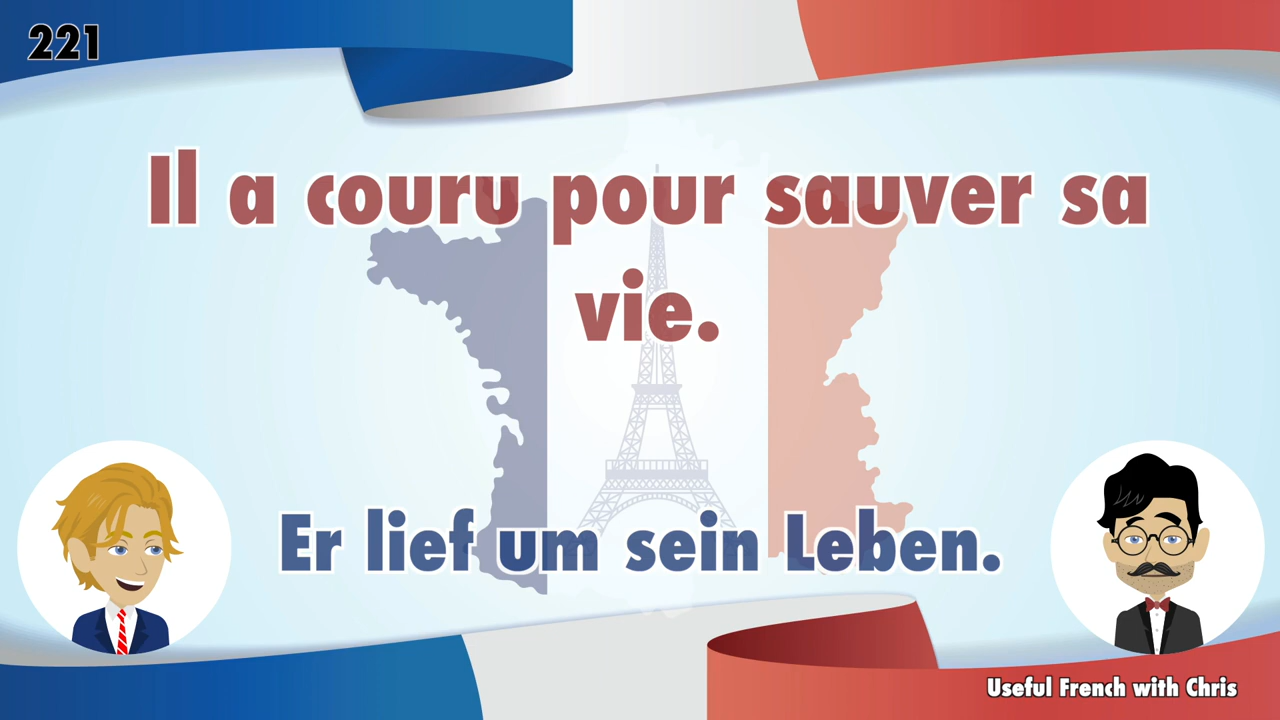 221
Il a couru pour sauver sa
vie.
Er lief um sein Leben.
Useful French with Chris